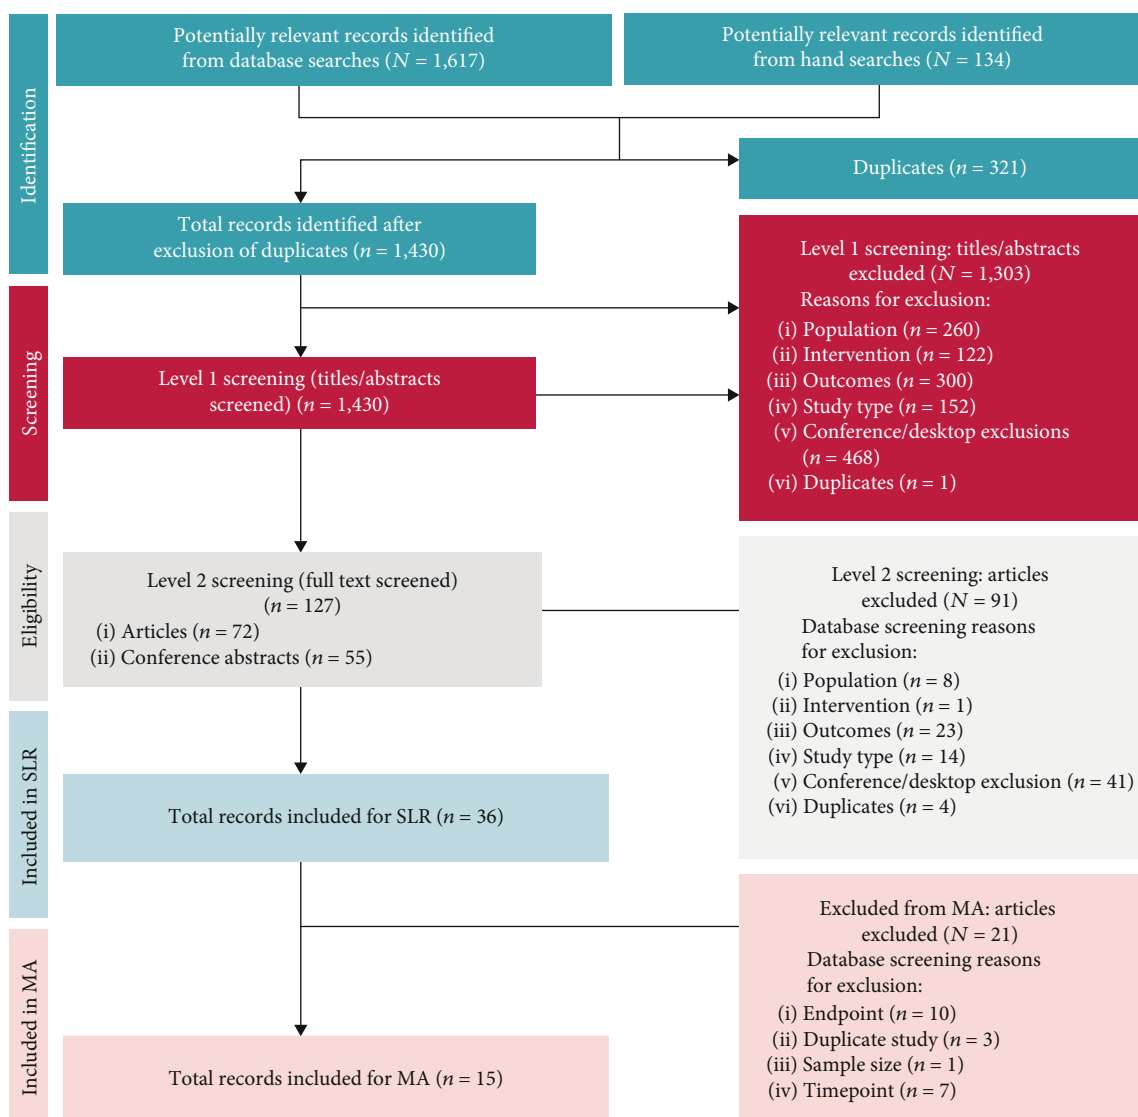 Potentially relevant records identified
from database searches (N = 1,617)
Potentially relevant records identified
from hand searches (N = 134)
Identification
Duplicates (n = 321)
Total records identified after
exclusion of duplicates (n = 1,430)
Level 1 screening: titles/abstracts
excluded (N = 1,303)
Reasons for exclusion:
(i) Population (n = 260)
(ii) Intervention (n = 122)
(iii) Outcomes (n = 300)
(iv) Study type (n = 152)
(v) Conference/desktop exclusions
(n = 468)
(vi) Duplicates (n = 1)
Screening
Level 1 screening (titles/abstracts
screened) (n = 1,430)
Eligibility
Level 2 screening (full text screened)
(n = 127)
(i) Articles (n = 72)
(ii) Conference abstracts (n = 55)
Level 2 screening: articles
excluded (N = 91)
Database screening reasons
for exclusion:
(i) Population (n = 8)
(ii) Intervention (n = 1)
(iii) Outcomes (n = 23)
(iv) Study type (n = 14)
(v) Conference/desktop exclusion (n = 41)
(vi) Duplicates (n = 4)
Included in SLR
Total records included for SLR (n = 36)
Excluded from MA: articles
excluded (N = 21)
Database screening reasons
for exclusion:
(i) Endpoint (n = 10)
(ii) Duplicate study (n = 3)
(iii) Sample size (n = 1)
(iv) Timepoint (n = 7)
Included in MA
Total records included for MA (n = 15)